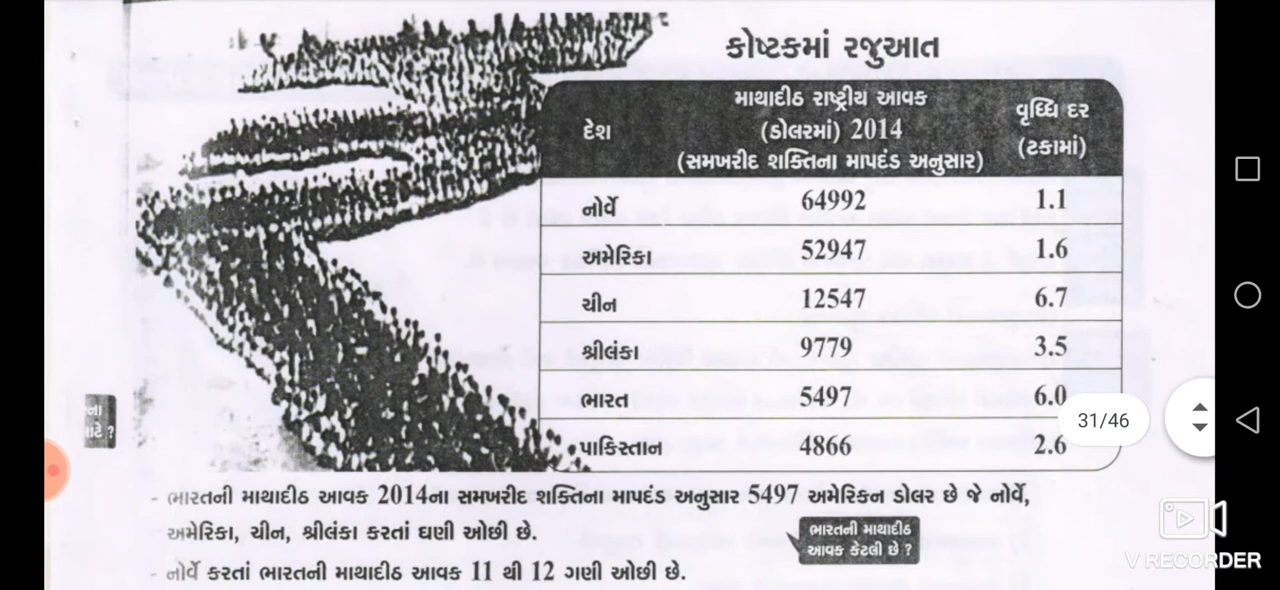 કોષ્ટકમાં રજુઆત
દેશ
માથાદીઠ રાષ્ટ્રીય આવક
(ડોલરમાં) 2014
(સમખરીદ શક્તિના માપદંડ અનુસાર)
વૃધ્ધિ દર
(ટકામાં)
નોર્વે 64992 1.1
અમેરિકા 52947 1.6
ચીન 12547 6.7
શ્રીલંકા 9779 3.5
ભારત 5497 6.0
પાકિસ્તાન 4866 2.6
31/46
- ભારતની માથાદીઠ આવક 2014ના સમખરીદ શક્તિના માપદંડ અનુસાર 5497 અમેરિકન ડોલર છે જે નોર્વે,
અમેરિકા, ચીન, શ્રીલંકા કરતાં ઘણી ઓછી છે.
ભારતની માથાદીઠ
આવક કેટલી છે ?
- નોર્વે કરતાં ભારતની માથાદીઠ આવક 11 થી 12 ગણી ઓછી છે.
V RECORDER